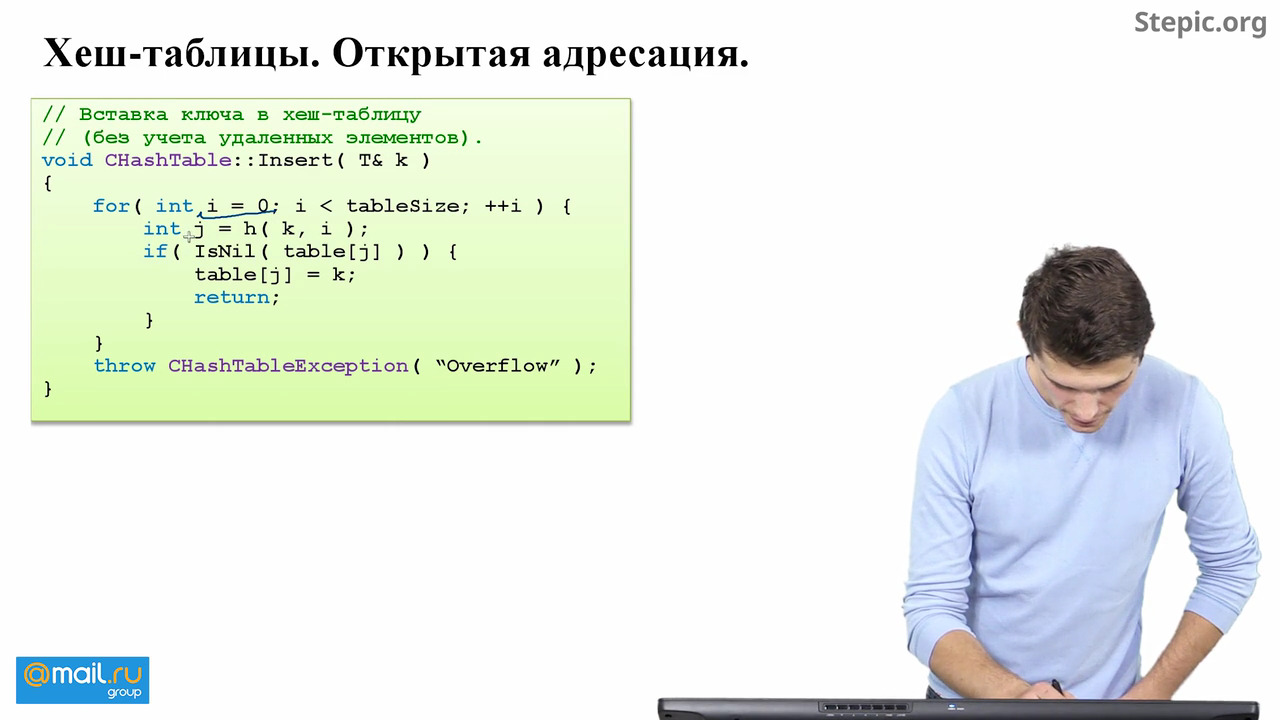 Stepic.org
Хеш-таблицы. Открытая адресация.
// Вставка ключа в хеш-таблицу
// (без учета удаленных элементов).
void CHashTable::Insert( T& k )
{
    for( int i = 0; i < tableSize; ++i ) {
        int j = h( k, i );
        if( IsNil( table[j] ) ) {
            table[j] = k;
            return;
        }
    }
    throw CHashTableException( “Overflow” );
}
@mail.ru
group